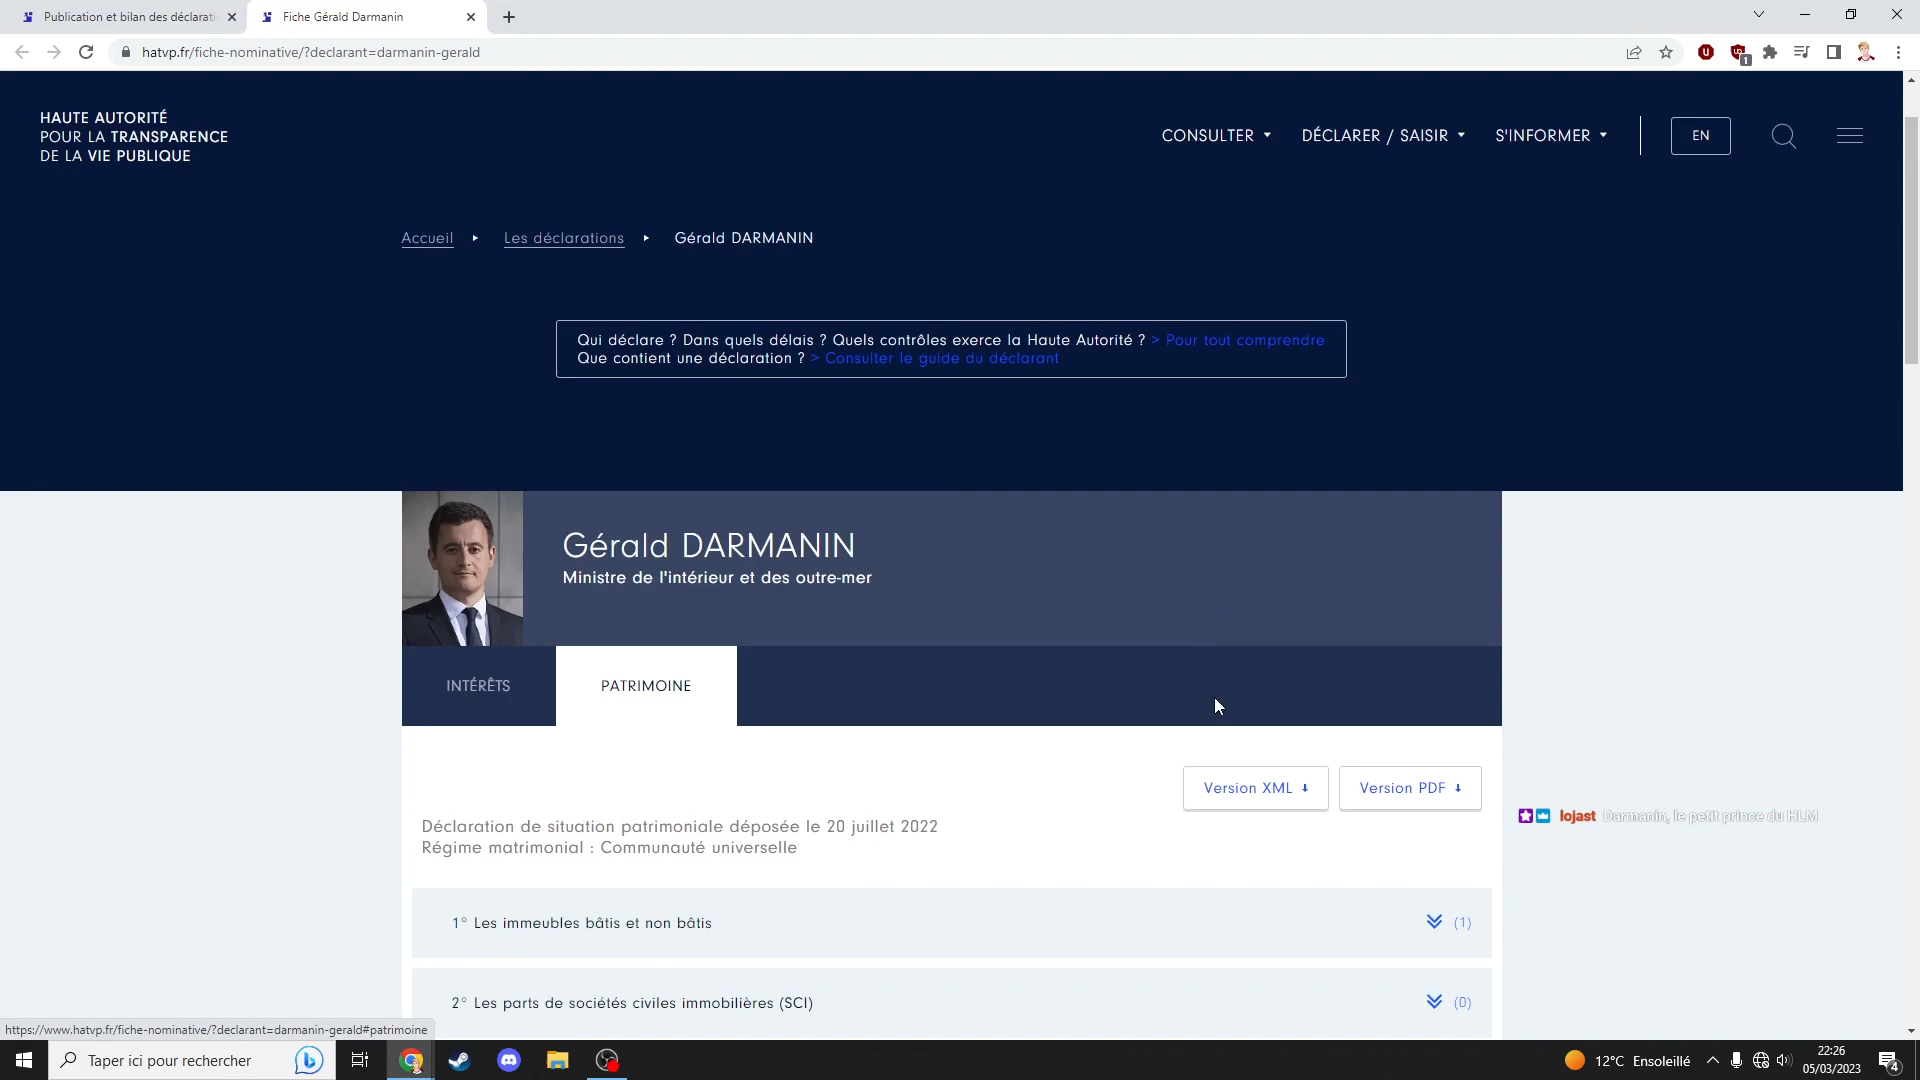 Publication et bilan des déclarati
Fiche Gérald Darmanin
hatvp.fr/fiche-nominative/?declarant=darmanin-gerald
1
HAUTE AUTORITÉ
POUR LA TRANSPARENCE
DE LA VIE PUBLIQUE
CONSULTER
DÉCLARER / SAISIR
S'INFORMER
EN
Accueil
Les déclarations
Gérald DARMANIN
Qui déclare ? Dans quels délais ? Quels contrôles exerce la Haute Autorité ? > Pour tout comprendre
Que contient une déclaration ? > Consulter le guide du déclarant
Gérald DARMANIN
Ministre de l'intérieur et des outre-mer
INTÉRÊTS
PATRIMOINE
Version XML
Version PDF
lojast Darmanin, le petit prince du HLM
Déclaration de situation patrimoniale déposée le 20 juillet 2022
Régime matrimonial : Communauté universelle
1° Les immeubles bâtis et non bâtis
(1)
2° Les parts de sociétés civiles immobilières (SCI)
(0)
https://www.hatvp.fr/fiche-nominative/?declarant=darmanin-gerald#patrimoine
Taper ici pour rechercher
12°C Ensoleillé
22:26
05/03/2023
4